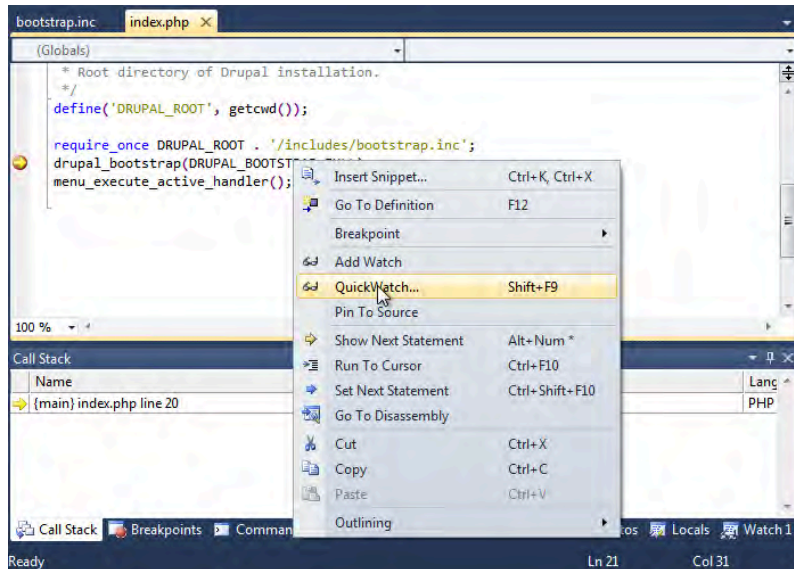 bootstrap.inc index.php
(Globals)
* Root directory of Drupal installation.
*/
define('DRUPAL_ROOT', getcwd());
require_once DRUPAL_ROOT . '/includes/bootstrap.inc';
drupal_bootstrap(DRUPAL_BOOTST
menu_execute_active_handler();
Insert Snippet... Ctrl+K, Ctrl+X
Go To Definition F12
Breakpoint
Add Watch
QuickWatch... Shift+F9
Pin To Source
Show Next Statement Alt+Num *
Run To Cursor Ctrl+F10
Set Next Statement Ctrl+Shift+F10
Go To Disassembly
Cut Ctrl+X
Copy Ctrl+C
Paste Ctrl+V
Outlining
100 %
Call Stack
Name Lang
{main} index.php line 20 PHP
Call Stack Breakpoints Comman tos Locals Watch 1
Ready Ln 21 Col 31